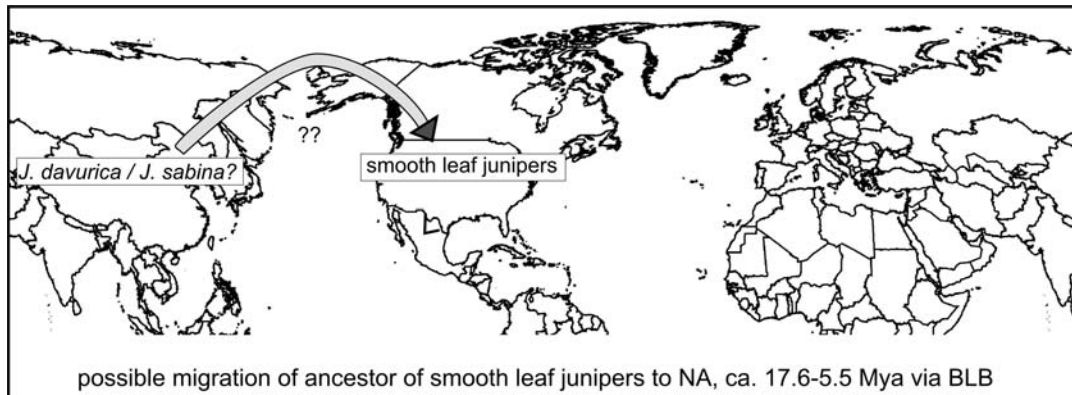 ??
J. davurica / J. sabina?
smooth leaf junipers
possible migration of ancestor of smooth leaf junipers to NA, ca. 17.6-5.5 Mya via BLB